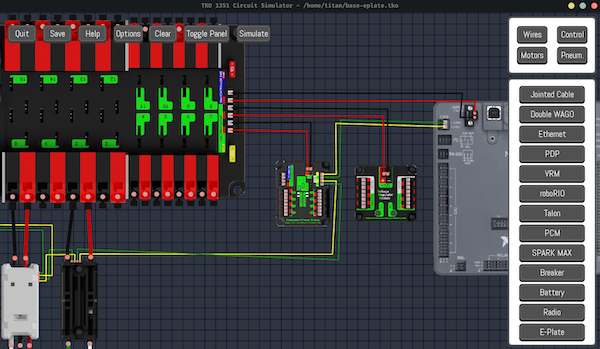 TKO 1351 Circuit Simulator - /home/titan/base-eplate.tko
Quit Save Help Options Clear Toggle Panel Simulate
Wires Control
Motors Pneum.
Jointed Cable
Double WAGO
Ethernet
PDP
VRM
roboRIO
Talon
PCM
SPARK MAX
Breaker
Battery
Radio
E-Plate